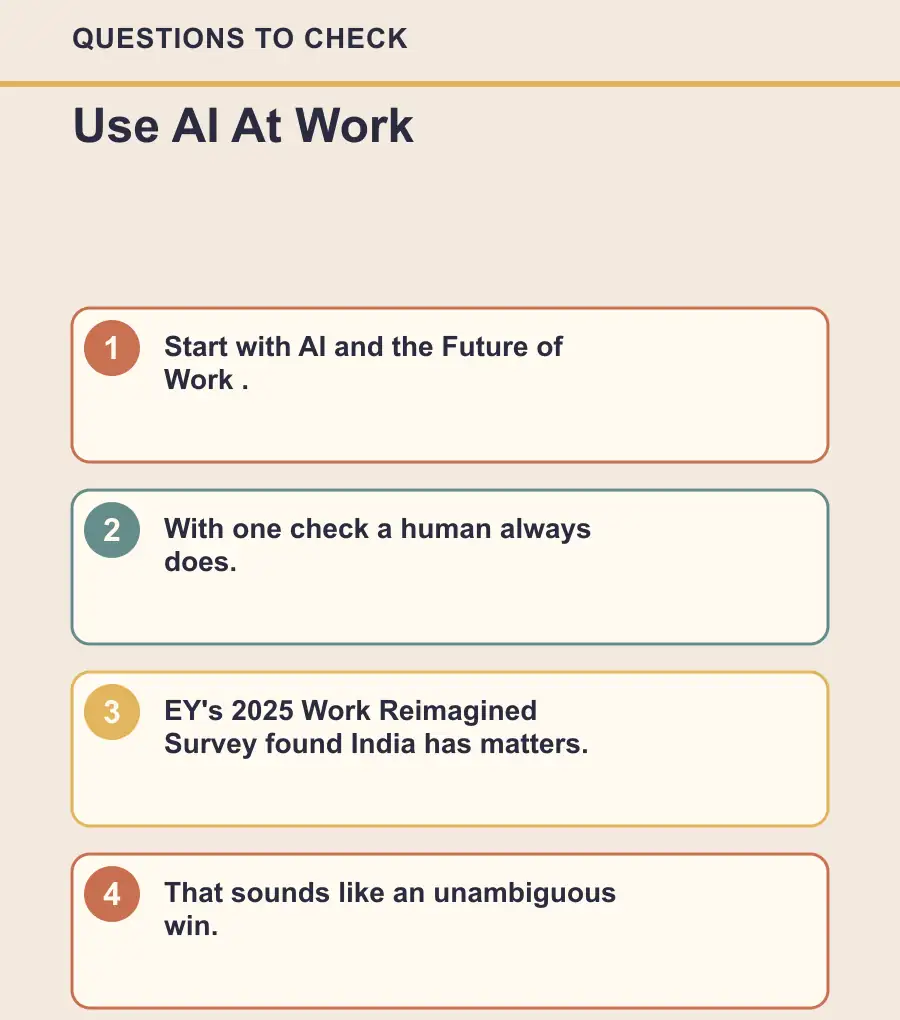 QUESTIONS TO CHECK
Use AI At Work
1
Start with AI and the Future of
Work .
2
With one check a human always
does.
3
EY's 2025 Work Reimagined
Survey found India has matters.
4
That sounds like an unambiguous
win.